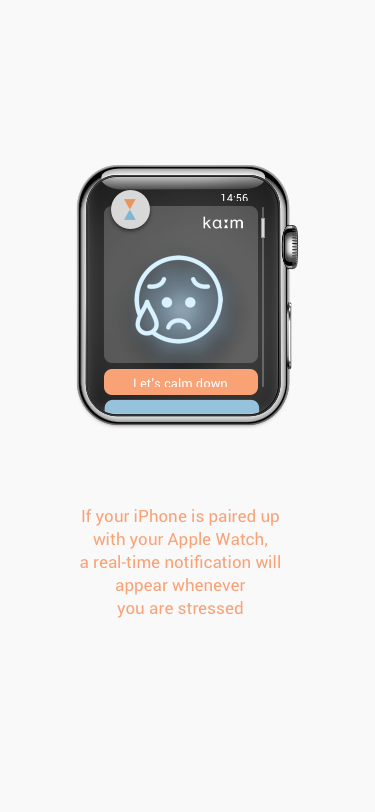 14:56
ka:m
Let's calm down
If your iPhone is paired up
with your Apple Watch,
a real-time notification will
appear whenever
you are stressed